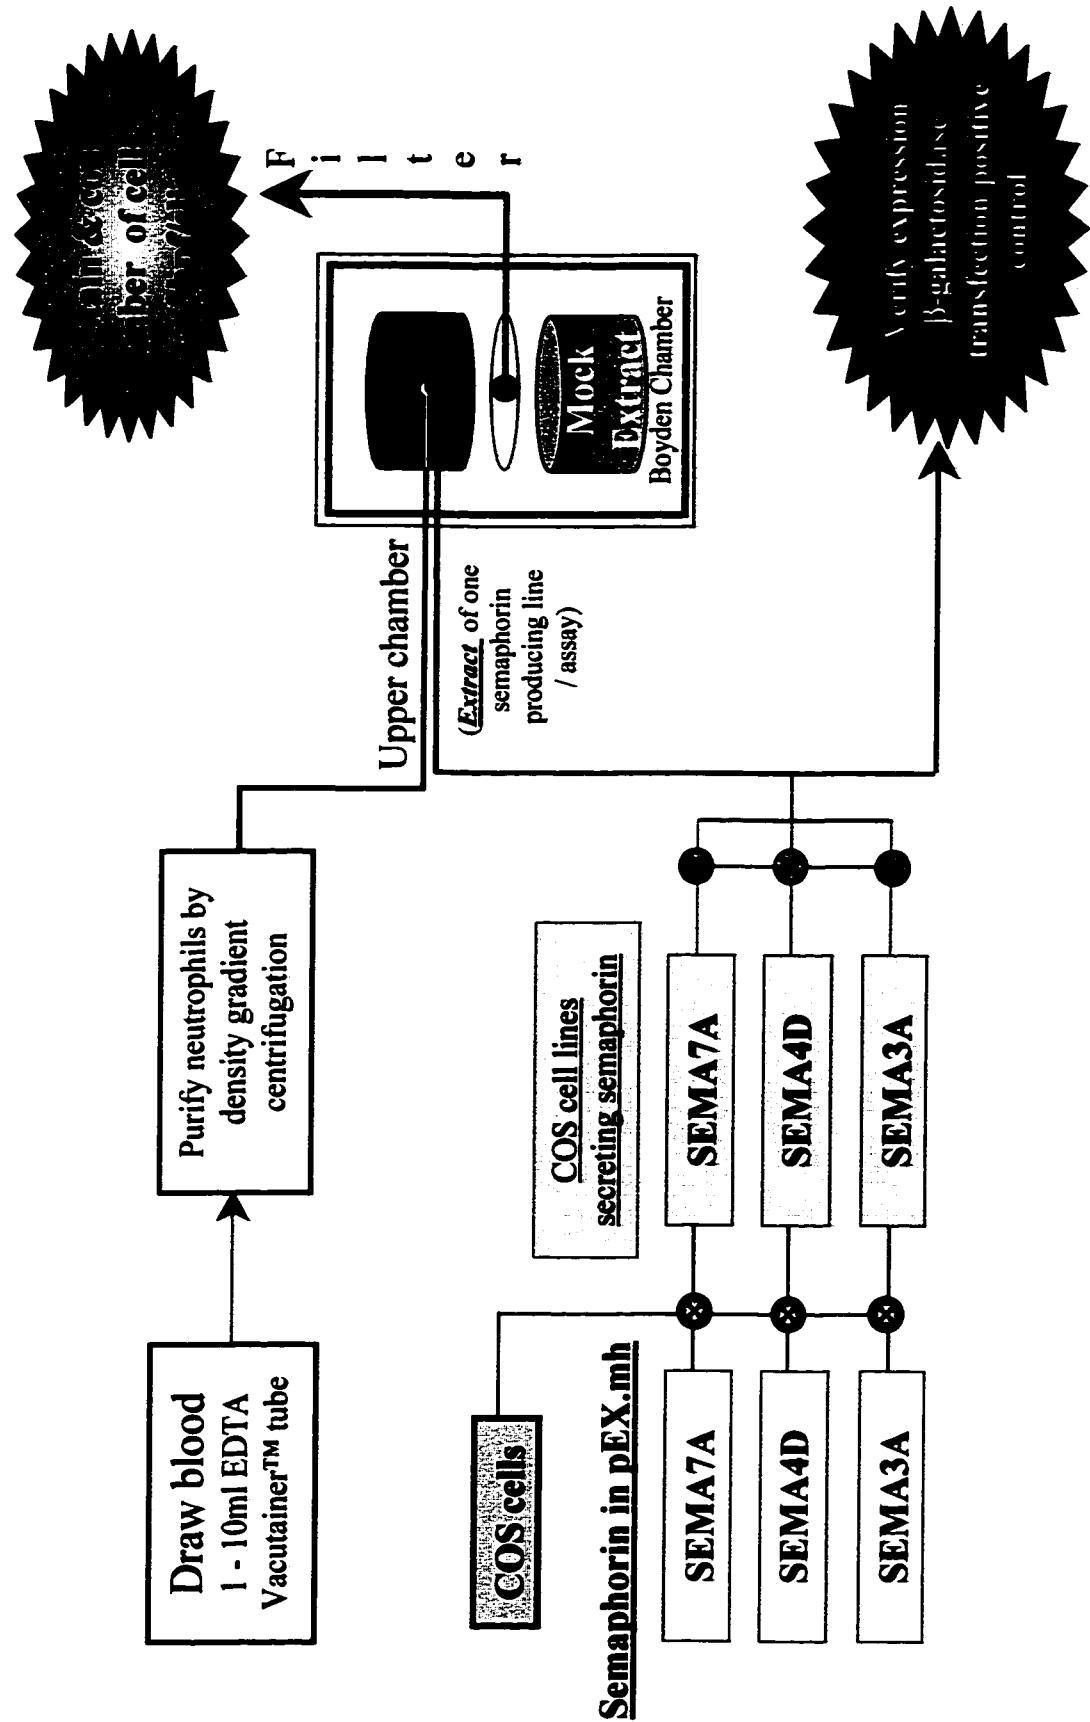 Draw blood
1 - 10ml EDTA
Vacutainer™ tube
Purify neutrophils by
density gradient
centrifugation
Upper chamber
(Extract of one
semaphorin
producing line
/ assay)
Mock
Extract
Boyden Chamber
Filter
& co
ber of cell
COS cells
Semaphorin in pEX.mh
SEMA7A
SEMA4D
SEMA3A
COS cell lines
secreting semaphorin
SEMA7A
SEMA4D
SEMA3A
Verify expression
β-galactosidase
transfection positive
control